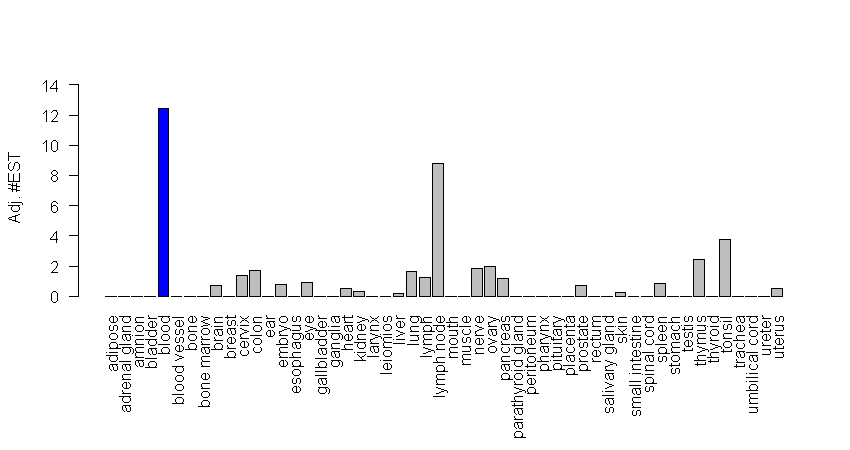 Adj. #EST
14
12
10
8
6
4
2
0
adipose
adrenal gland
amnion
bladder
blood
blood vessel
bone
bone marrow
brain
breast
cervix
colon
ear
embryo
esophagus
eye
gallbladder
ganglia
heart
kidney
larynx
leiomios
liver
lung
lymph
lymph node
mouth
muscle
nerve
ovary
pancreas
parathyroid gland
peritoneum
pharynx
pituitary
placenta
prostate
rectum
salivary gland
skin
small intestine
spinal cord
spleen
stomach
testis
thymus
thyroid
tonsil
trachea
umbilical cord
ureter
uterus